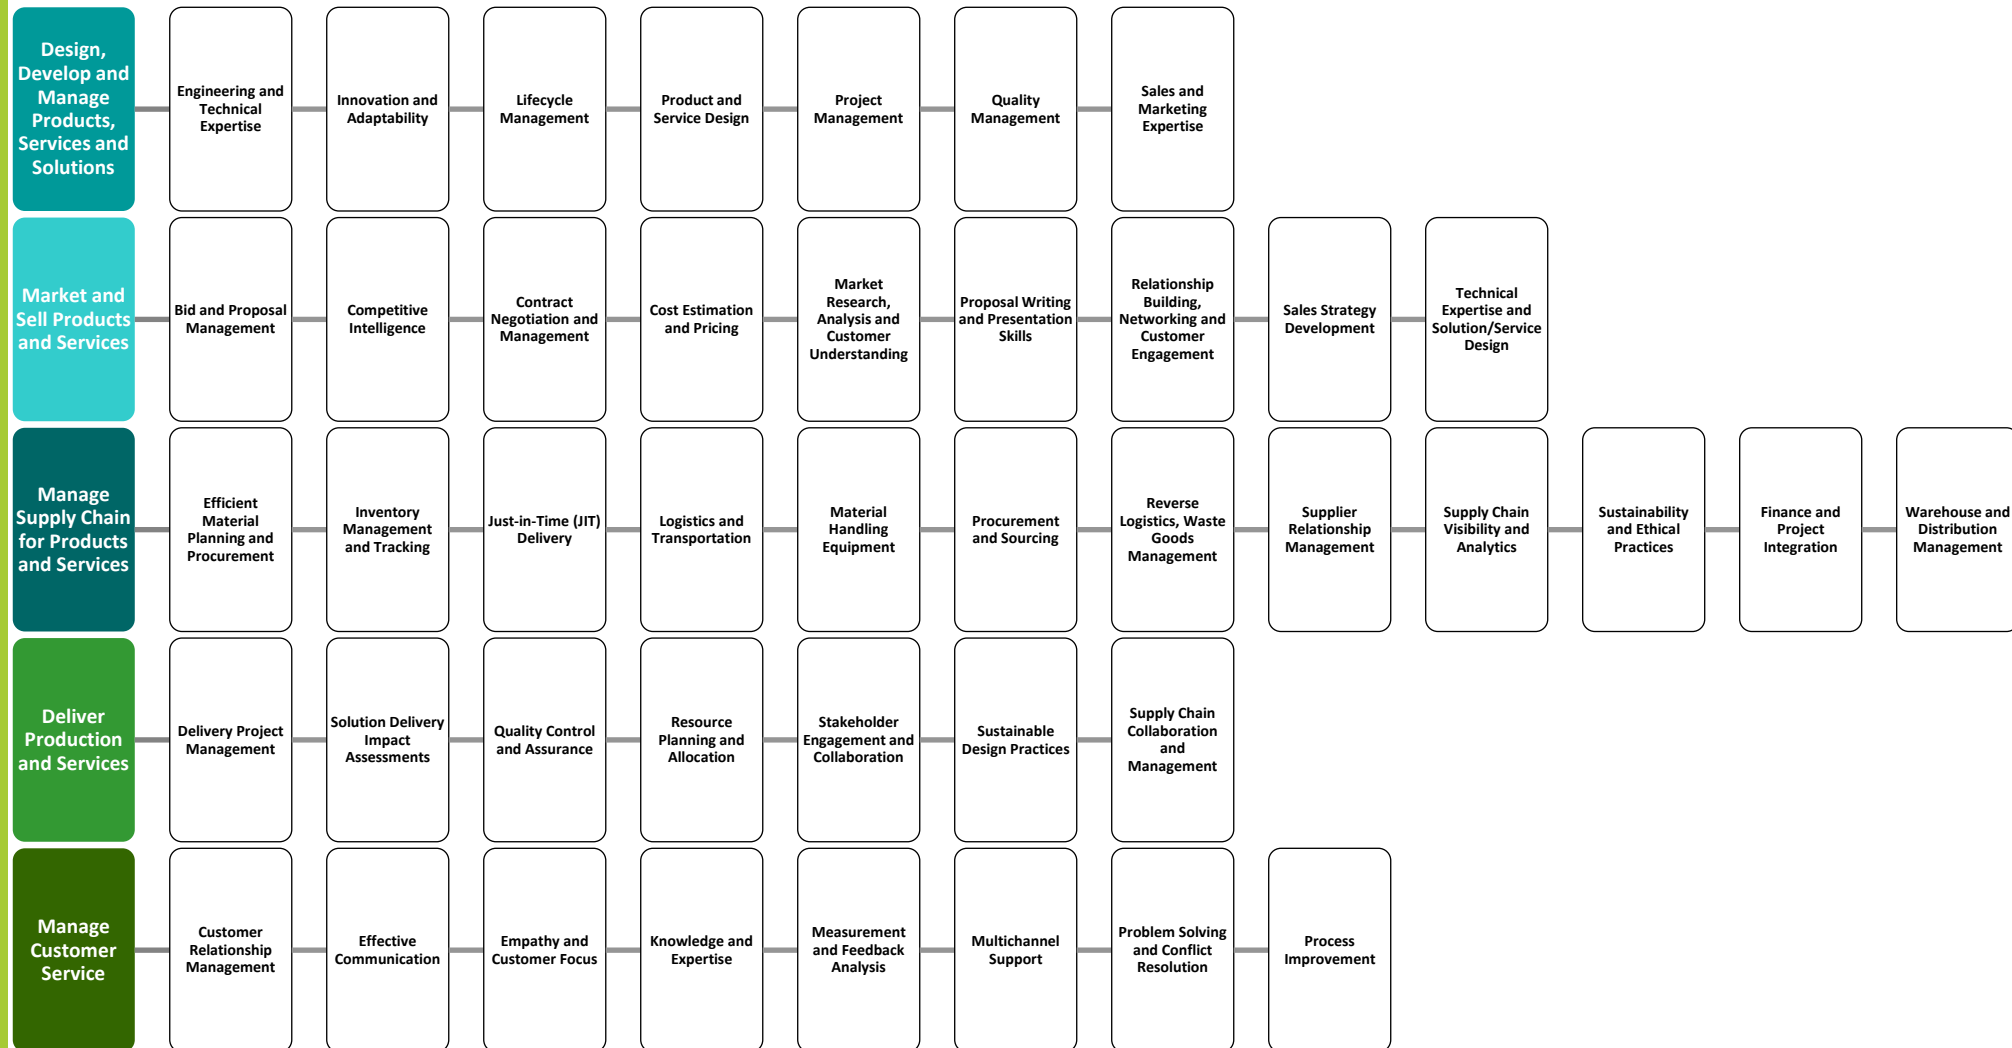 Design,
Develop and
Manage
Products,
Services and
Solutions
Engineering and
Technical
Expertise
Innovation and
Adaptability
Lifecycle
Management
Product and
Service Design
Project
Management
Quality
Management
Sales and
Marketing
Expertise
Market and
Sell Products
and Services
Bid and Proposal
Management
Competitive
Intelligence
Contract
Negotiation and
Management
Cost Estimation
and Pricing
Market
Research,
Analysis and
Customer
Understanding
Proposal Writing
and Presentation
Skills
Relationship
Building,
Networking and
Customer
Engagement
Sales Strategy
Development
Technical
Expertise and
Solution/Service
Design
Manage
Supply Chain
for Products
and Services
Efficient
Material
Planning and
Procurement
Inventory
Management
and Tracking
Just-in-Time (JIT)
Delivery
Logistics and
Transportation
Material
Handling
Equipment
Procurement
and Sourcing
Reverse
Logistics, Waste
Goods
Management
Supplier
Relationship
Management
Supply Chain
Visibility and
Analytics
Sustainability
and Ethical
Practices
Finance and
Project
Integration
Warehouse and
Distribution
Management
Deliver
Production
and Services
Delivery Project
Management
Solution Delivery
Impact
Assessments
Quality Control
and Assurance
Resource
Planning and
Allocation
Stakeholder
Engagement and
Collaboration
Sustainable
Design Practices
Supply Chain
Collaboration
and
Management
Manage
Customer
Service
Customer
Relationship
Management
Effective
Communication
Empathy and
Customer Focus
Knowledge and
Expertise
Measurement
and Feedback
Analysis
Multichannel
Support
Problem Solving
and Conflict
Resolution
Process
Improvement